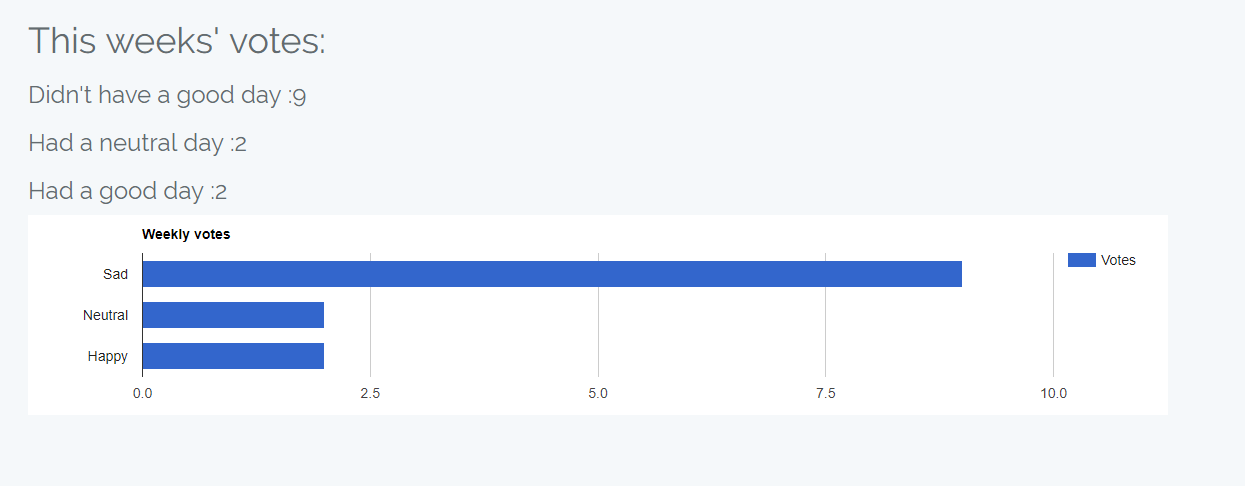 This weeks' votes:
Didn't have a good day :9
Had a neutral day :2
Had a good day :2
Weekly votes
Votes
Sad
Neutral
Happy
0.0 2.5 5.0 7.5 10.0